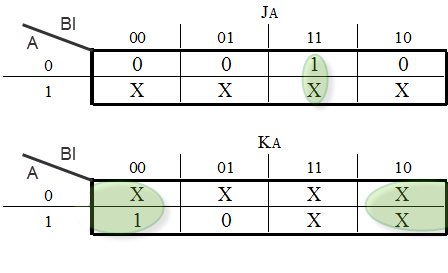 JA
BI
A 00 01 11 10
0 0 0 1 0
1 X X X X
KA
BI
A 00 01 11 10
0 X X X X
1 1 0 X X